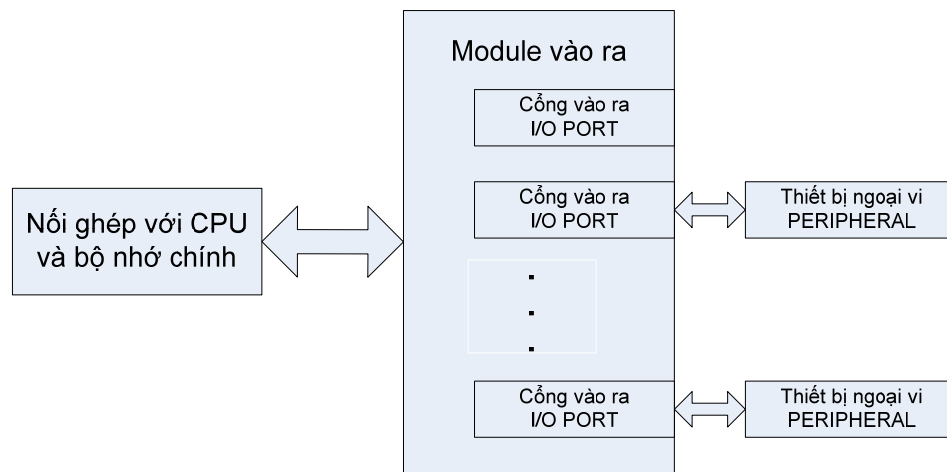 Module vào ra
Cổng vào ra
I/O PORT
Cổng vào ra
I/O PORT
Thiết bị ngoại vi
PERIPHERAL
Nối ghép với CPU
và bộ nhớ chính
.
.
.
Cổng vào ra
I/O PORT
Thiết bị ngoại vi
PERIPHERAL